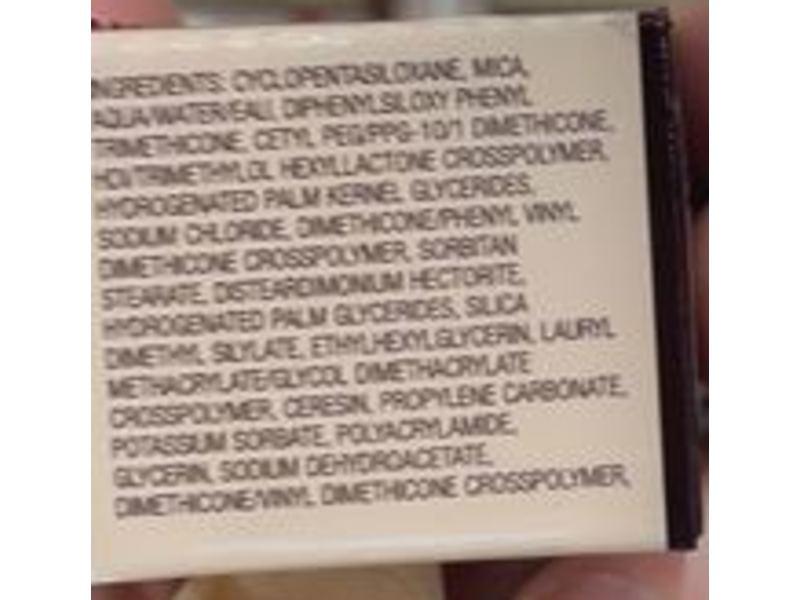 INGREDIENTS: CYCLOPENTASILOXANE, MICA,
AQUA/WATER/EAU, DIPHENYLSILOXY PHENYL
TRIMETHICONE, CETYL PEG/PPG-10/1 DIMETHICONE,
HDI/TRIMETHYLOL HEXYLLACTONE CROSSPOLYMER,
HYDROGENATED PALM KERNEL GLYCERIDES,
SODIUM CHLORIDE, DIMETHICONE/PHENYL VINYL
DIMETHICONE CROSSPOLYMER, SORBITAN
STEARATE, DISTEARDIMONIUM HECTORITE,
HYDROGENATED PALM GLYCERIDES, SILICA
DIMETHYL SILYLATE, ETHYLHEXYLGLYCERIN, LAURYL
METHACRYLATE/GLYCOL DIMETHACRYLATE
CROSSPOLYMER, CERESIN, PROPYLENE CARBONATE,
POTASSIUM SORBATE, POLYACRYLAMIDE,
GLYCERIN, SODIUM DEHYDROACETATE,
DIMETHICONE/VINYL DIMETHICONE CROSSPOLYMER,